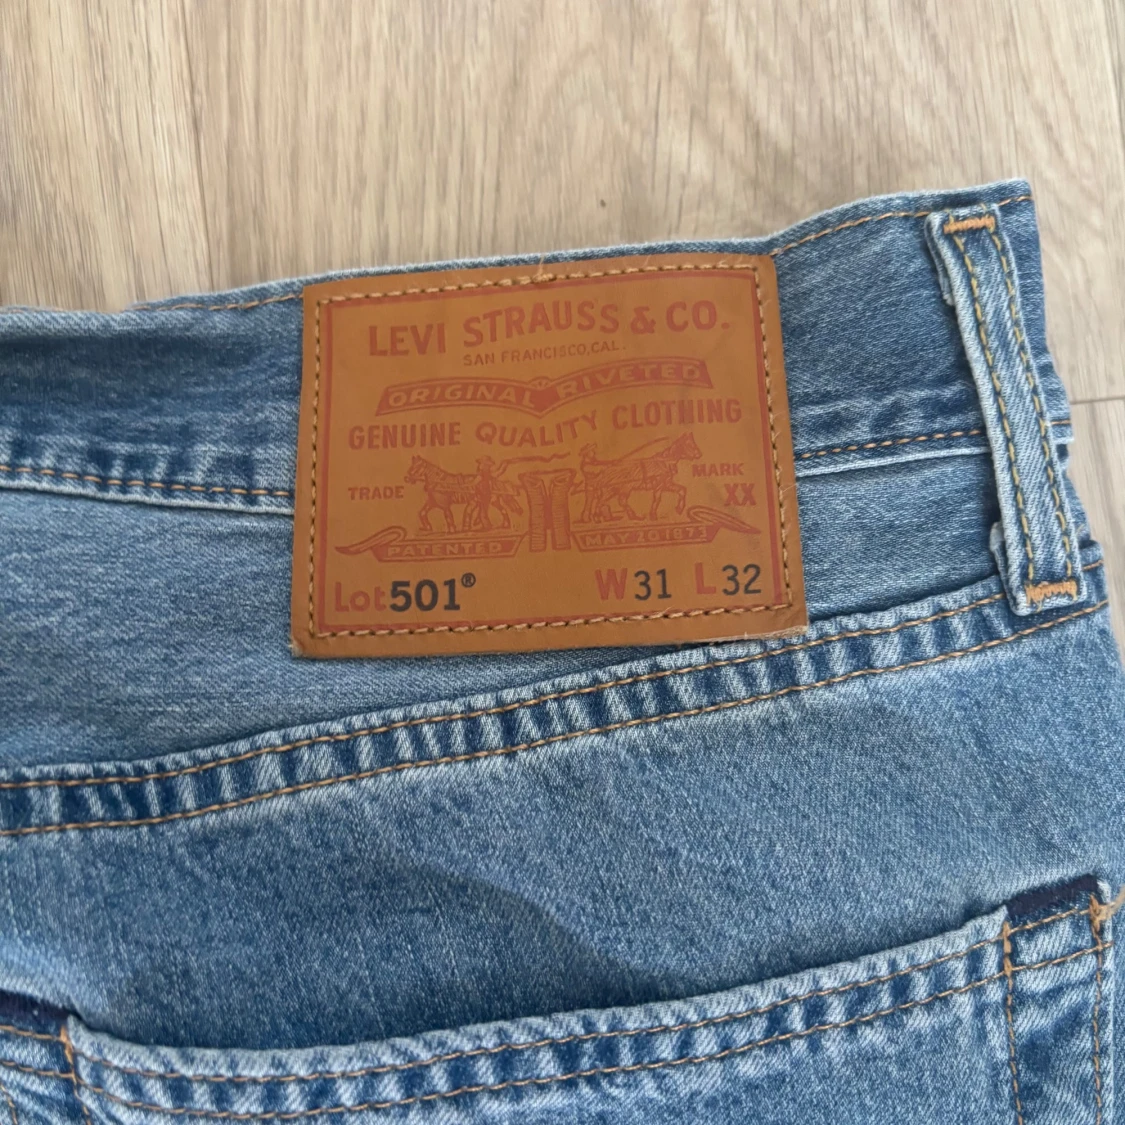 LEVI STRAUSS & CO.
SAN FRANCISCO, CAL.
ORIGINAL RIVETED
GENUINE QUALITY CLOTHING
TRADE MARK
XX
PATENTED MAY 20 1873
Lot 501® W 31 L 32